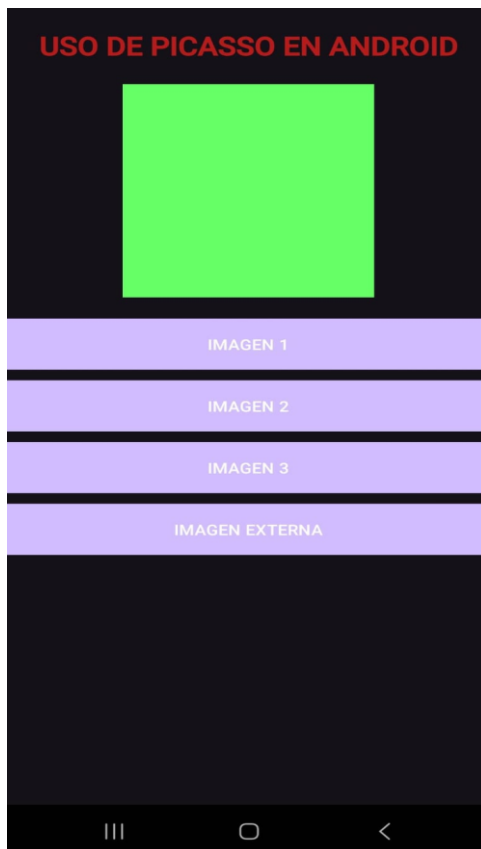 USO DE PICASSO EN ANDROID
IMAGEN 1
IMAGEN 2
IMAGEN 3
IMAGEN EXTERNA